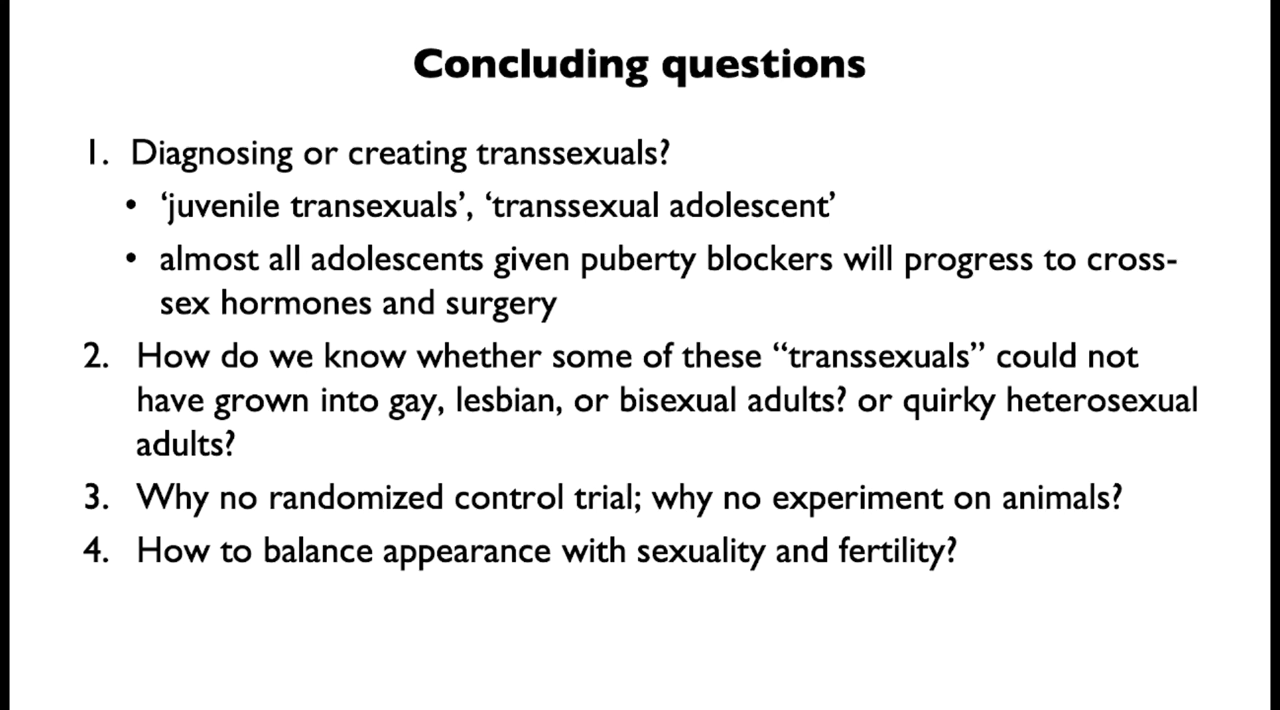 Concluding questions
1. Diagnosing or creating transsexuals?
• ‘juvenile transexuals’, ‘transsexual adolescent’
• almost all adolescents given puberty blockers will progress to cross-
sex hormones and surgery
2. How do we know whether some of these “transsexuals” could not
have grown into gay, lesbian, or bisexual adults? or quirky heterosexual
adults?
3. Why no randomized control trial; why no experiment on animals?
4. How to balance appearance with sexuality and fertility?